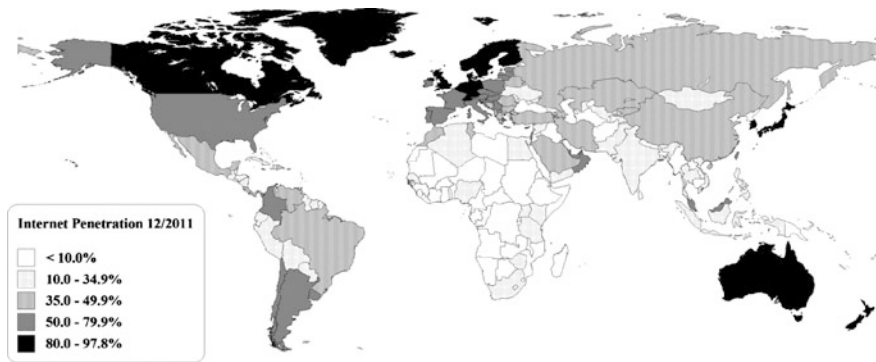 Internet Penetration 12/2011
< 10.0%
10.0 - 34.9%
35.0 - 49.9%
50.0 - 79.9%
80.0 - 97.8%